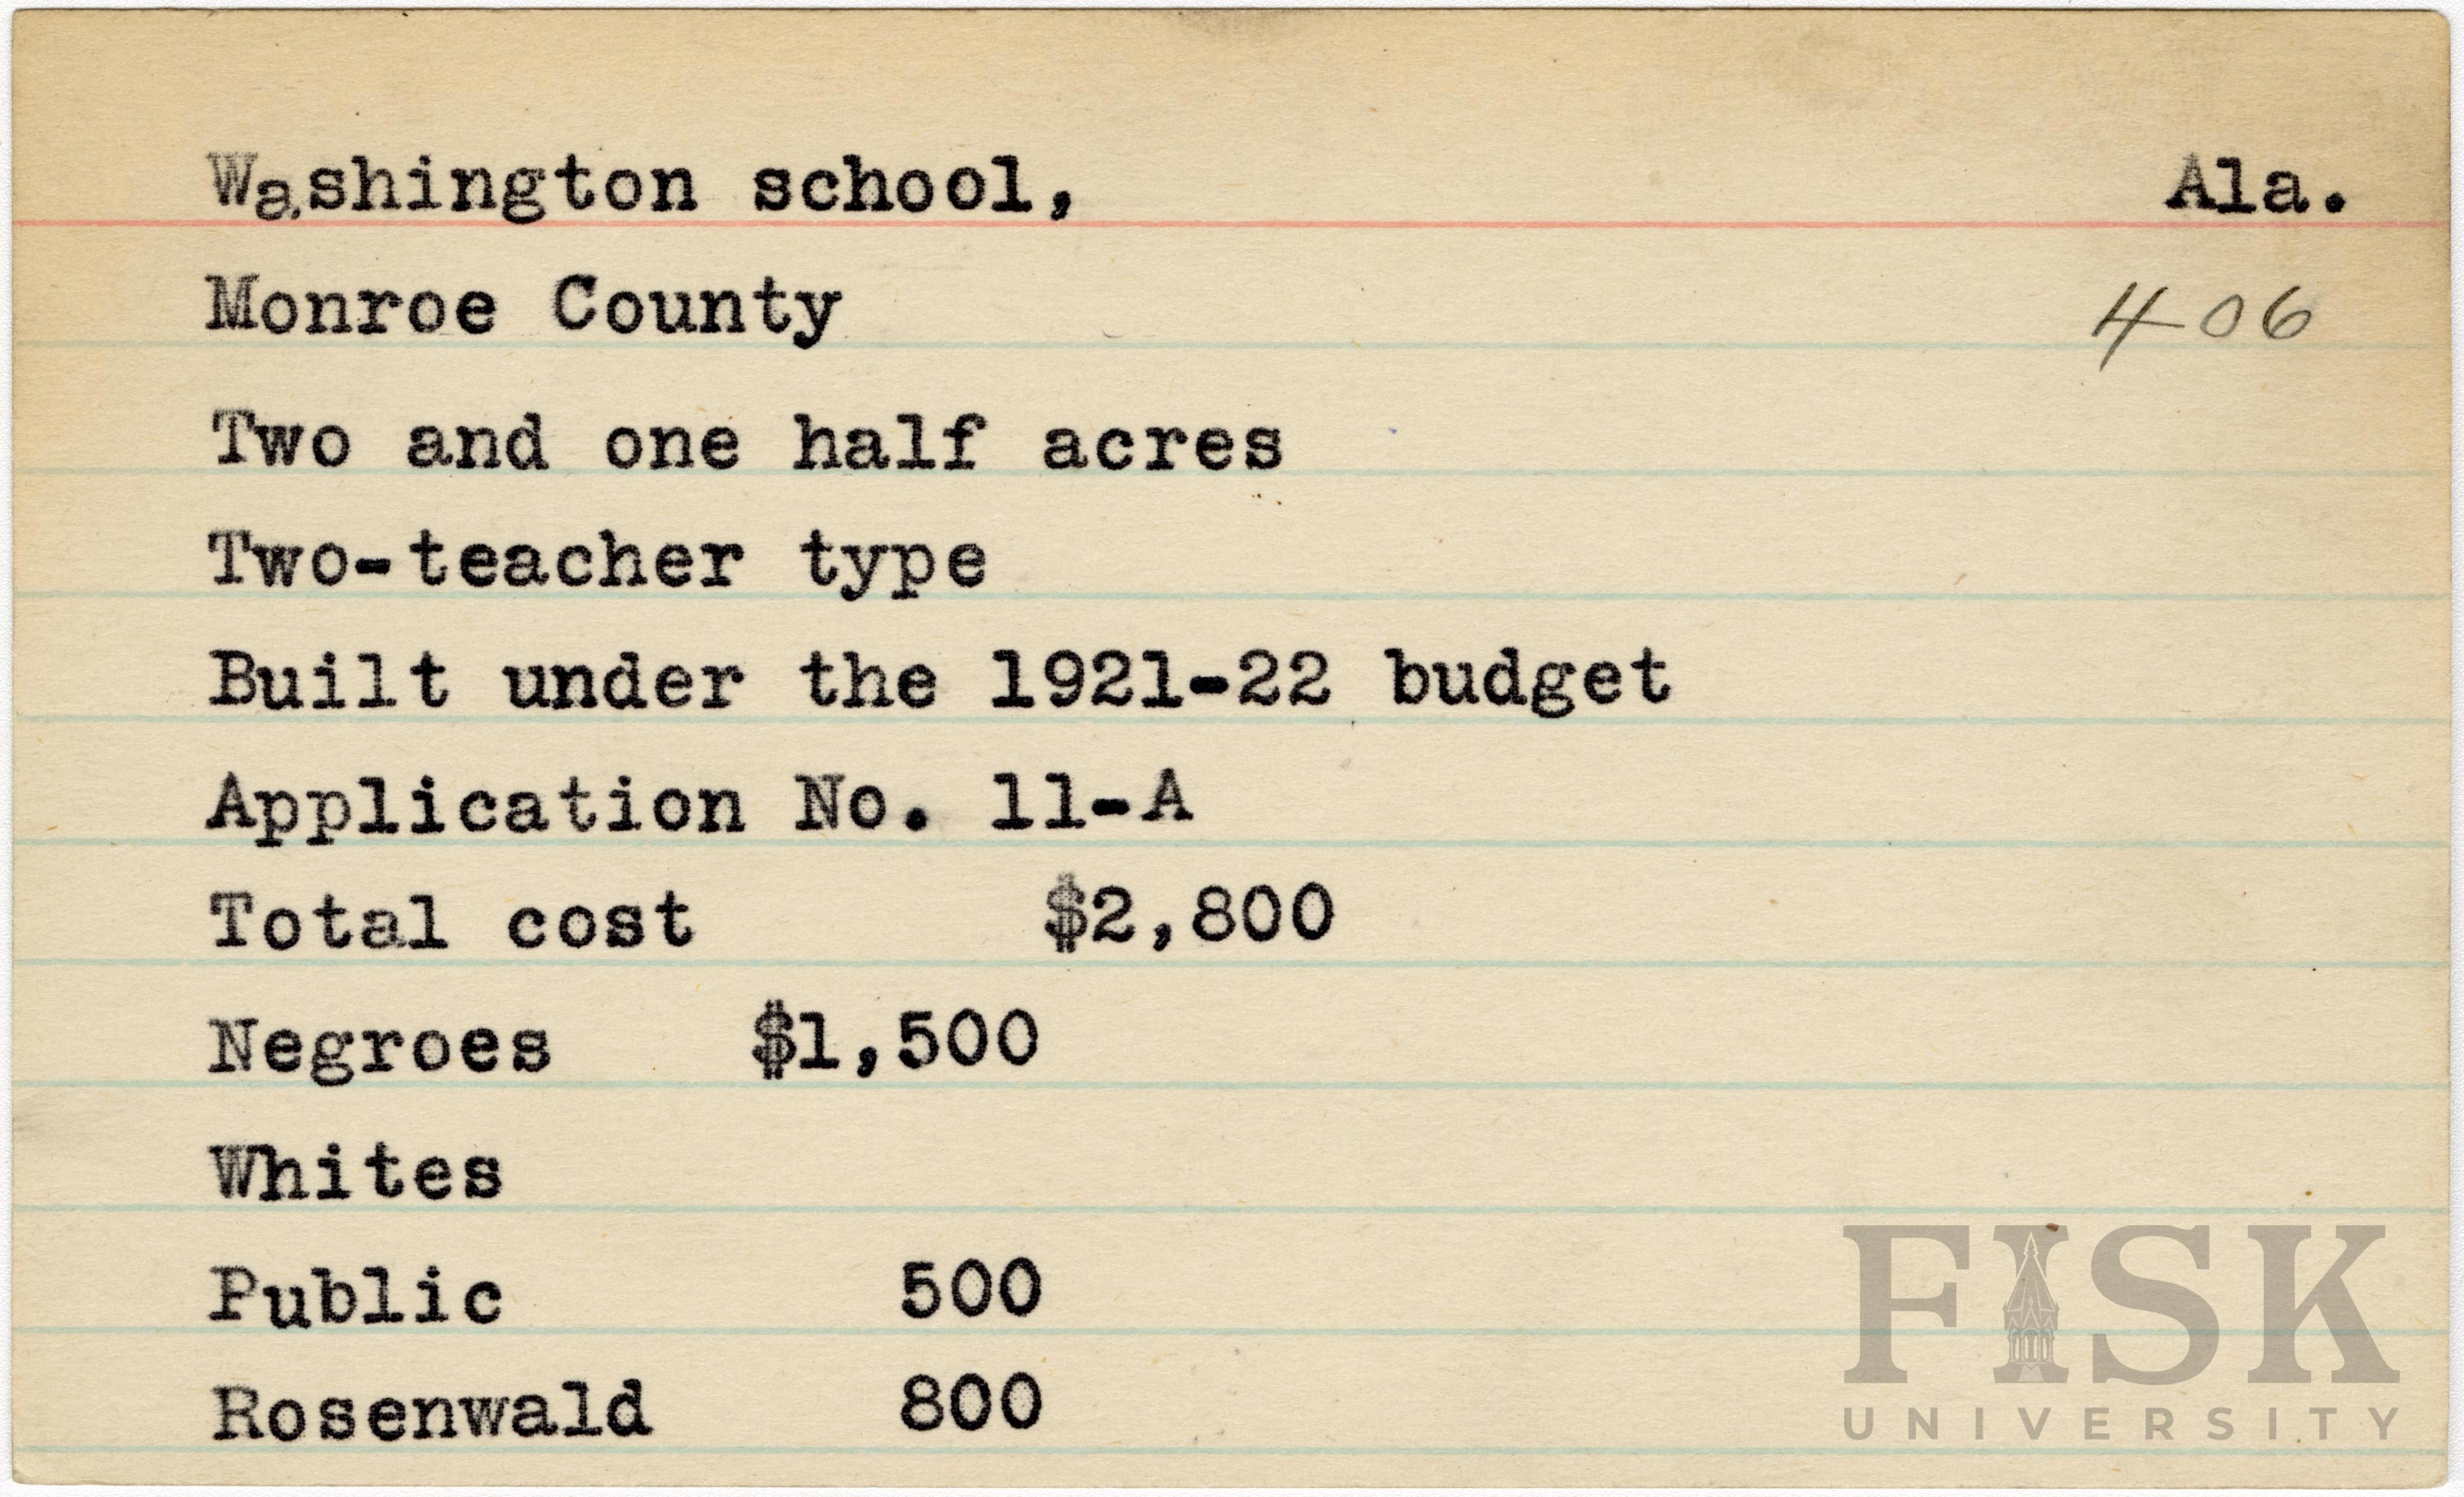 Washington school, Ala.
Monroe County 406
Two and one half acres
Two-teacher type
Built under the 1921-22 budget
Application No. 11-A
Total cost $2,800
Negroes $1,500
Whites
Public 500
Rosenwald 800
FISK
UNIVERSITY